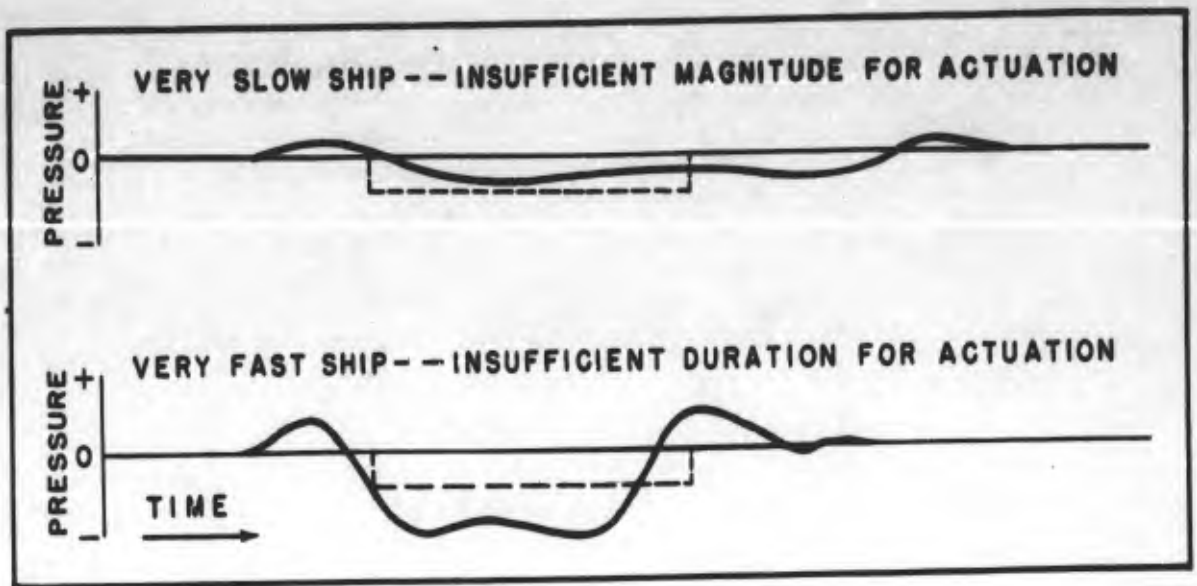 VERY SLOW SHIP--INSUFFICIENT MAGNITUDE FOR ACTUATION
+
0
-
PRESSURE
VERY FAST SHIP--INSUFFICIENT DURATION FOR ACTUATION
+
0
-
PRESSURE
TIME